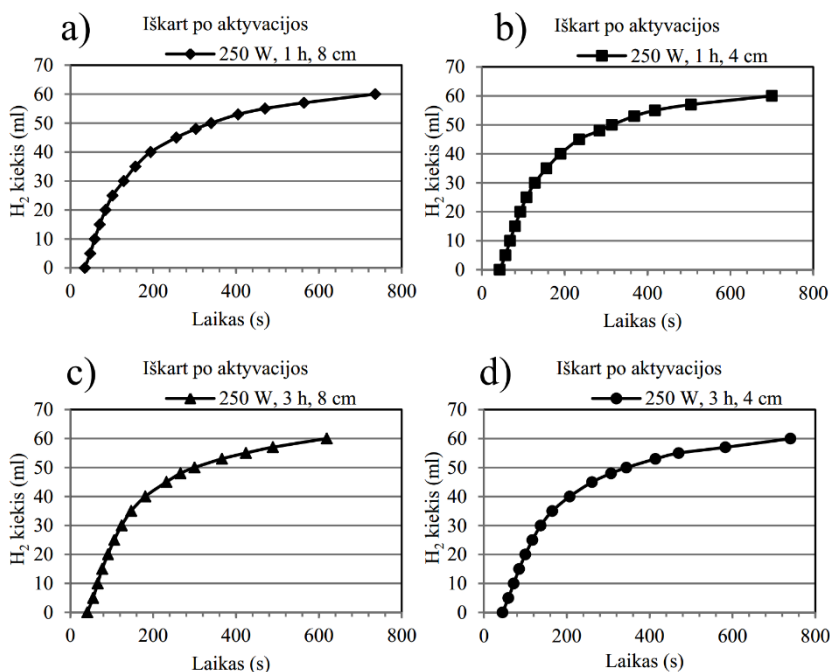 a)
Iškart po aktyvacijos
250 W, 1 h, 8 cm
70
60
50
40
30
20
10
0
H₂ kiekis (ml)
0 200 400 600 800
Laikas (s)
b)
Iškart po aktyvacijos
250 W, 1 h, 4 cm
70
60
50
40
30
20
10
0
H₂ kiekis (ml)
0 200 400 600 800
Laikas (s)
c)
Iškart po aktyvacijos
250 W, 3 h, 8 cm
70
60
50
40
30
20
10
0
H₂ kiekis (ml)
0 200 400 600 800
Laikas (s)
d)
Iškart po aktyvacijos
250 W, 3 h, 4 cm
70
60
50
40
30
20
10
0
H₂ kiekis (ml)
0 200 400 600 800
Laikas (s)